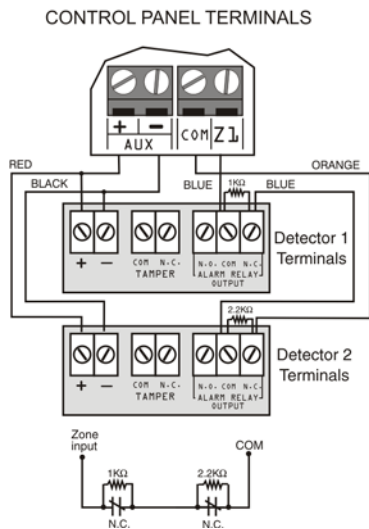 CONTROL PANEL TERMINALS
+ − COM Z1
AUX
RED
ORANGE
BLACK
BLUE
1KΩ
BLUE
+ −
COM N.C.
TAMPER
N.O. COM N.C.
ALARM RELAY
OUTPUT
Detector 1
Terminals
2.2KΩ
+ −
COM N.C.
TAMPER
N.O. COM N.C.
ALARM RELAY
OUTPUT
Detector 2
Terminals
Zone
input
COM
1KΩ
2.2KΩ
N.C.
N.C.